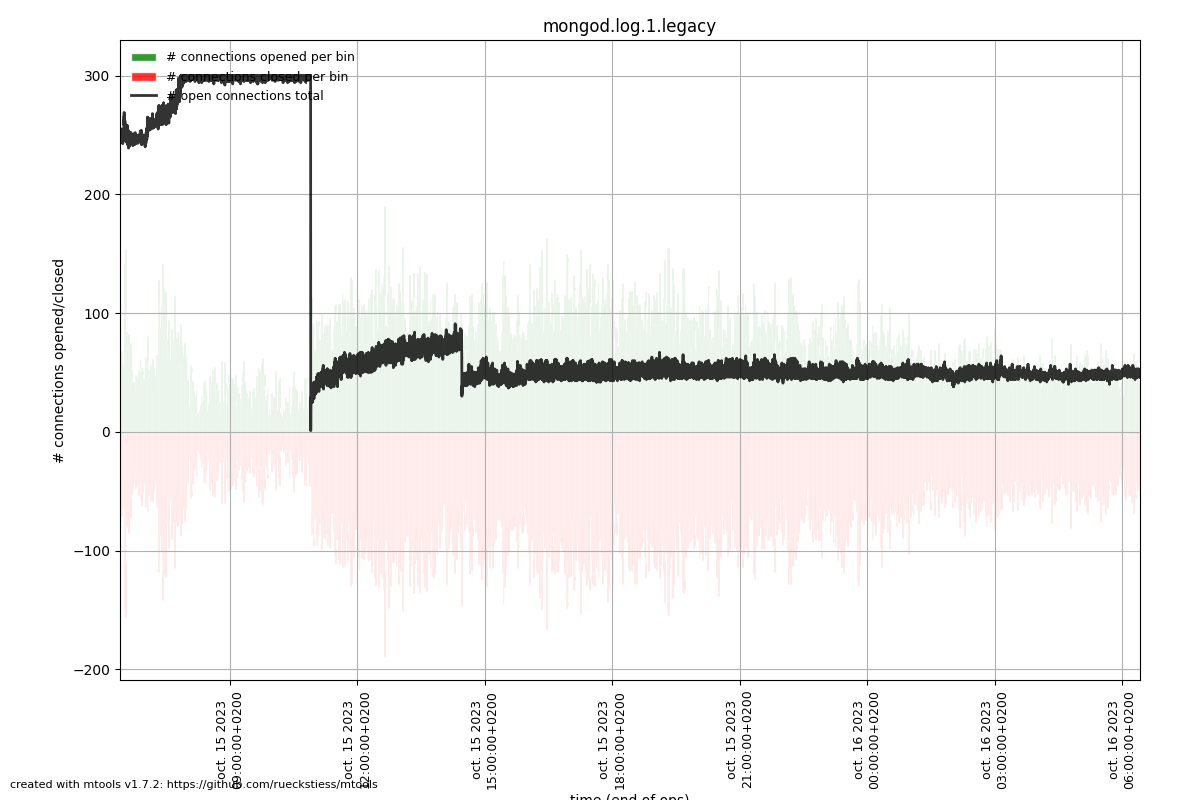 mongod.log.1.legacy
# connections opened per bin
# connections closed per bin
# open connections total
# connections opened/closed
300
200
100
0
−100
−200
oct. 15 2023
09:00:00+0200
oct. 15 2023
12:00:00+0200
oct. 15 2023
15:00:00+0200
oct. 15 2023
18:00:00+0200
oct. 15 2023
21:00:00+0200
oct. 16 2023
00:00:00+0200
oct. 16 2023
03:00:00+0200
oct. 16 2023
06:00:00+0200
created with mtools v1.7.2: https://github.com/rueckstiess/mtools
time (end of ops)